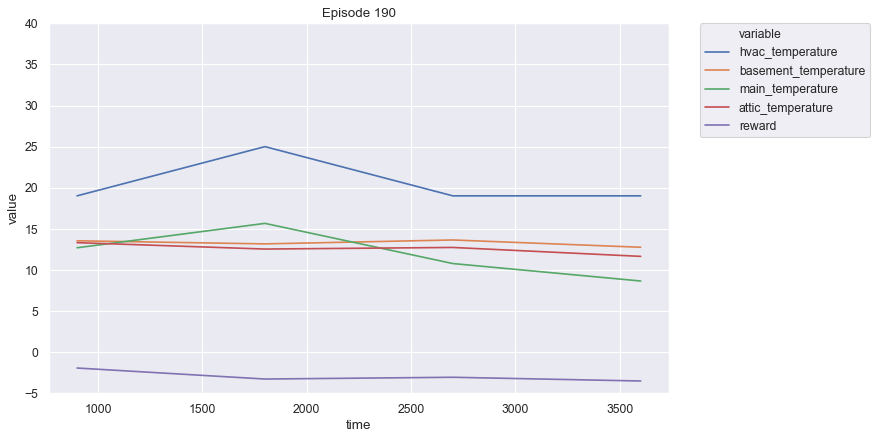 Episode 190
40
35
30
25
20
15
10
5
0
−5
value
1000
1500
2000
2500
3000
3500
time
variable
hvac_temperature
basement_temperature
main_temperature
attic_temperature
reward